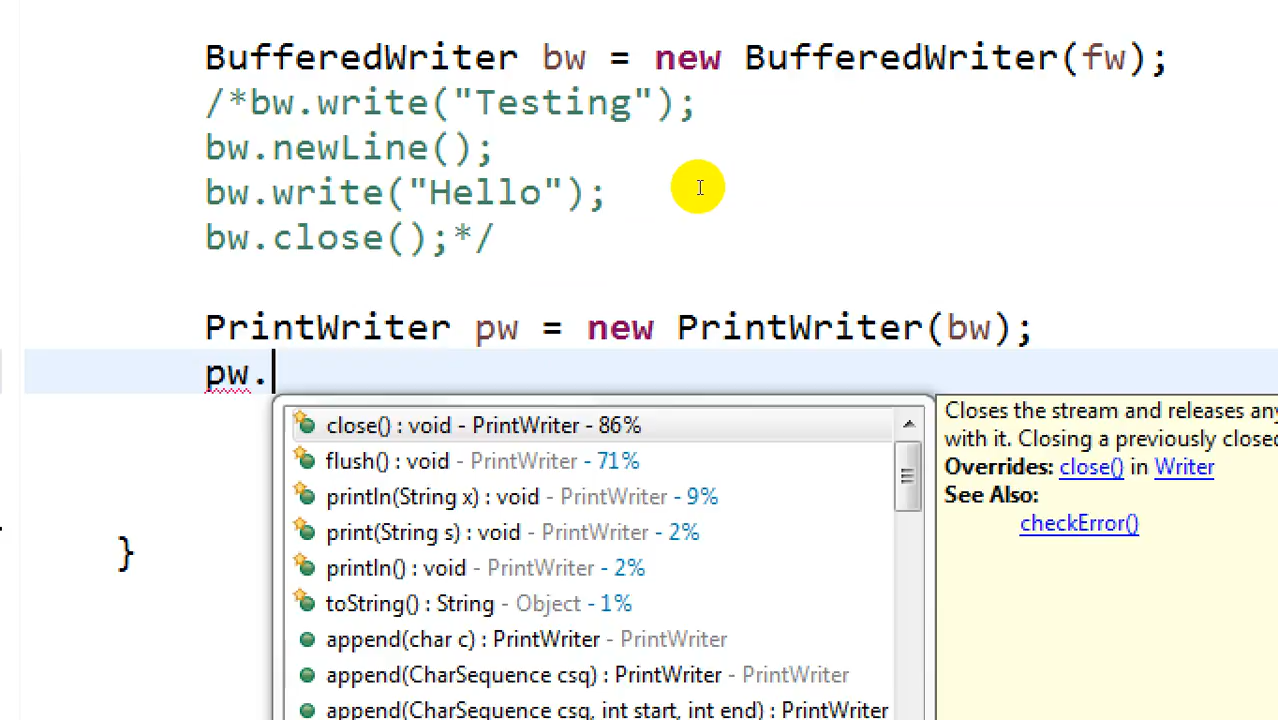 BufferedWriter bw = new BufferedWriter(fw);
/*bw.write("Testing");
bw.newLine();
bw.write("Hello");
bw.close();*/
PrintWriter pw = new PrintWriter(bw);
pw.
close() : void - PrintWriter - 86%
flush() : void - PrintWriter - 71%
println(String x) : void - PrintWriter - 9%
print(String s) : void - PrintWriter - 2%
println() : void - PrintWriter - 2%
toString() : String - Object - 1%
append(char c) : PrintWriter - PrintWriter
append(CharSequence csq) : PrintWriter - PrintWriter
append(CharSequence csq, int start, int end) : PrintWriter
Closes the stream and releases any
with it. Closing a previously closed
Overrides: close() in Writer
See Also:
checkError()
}